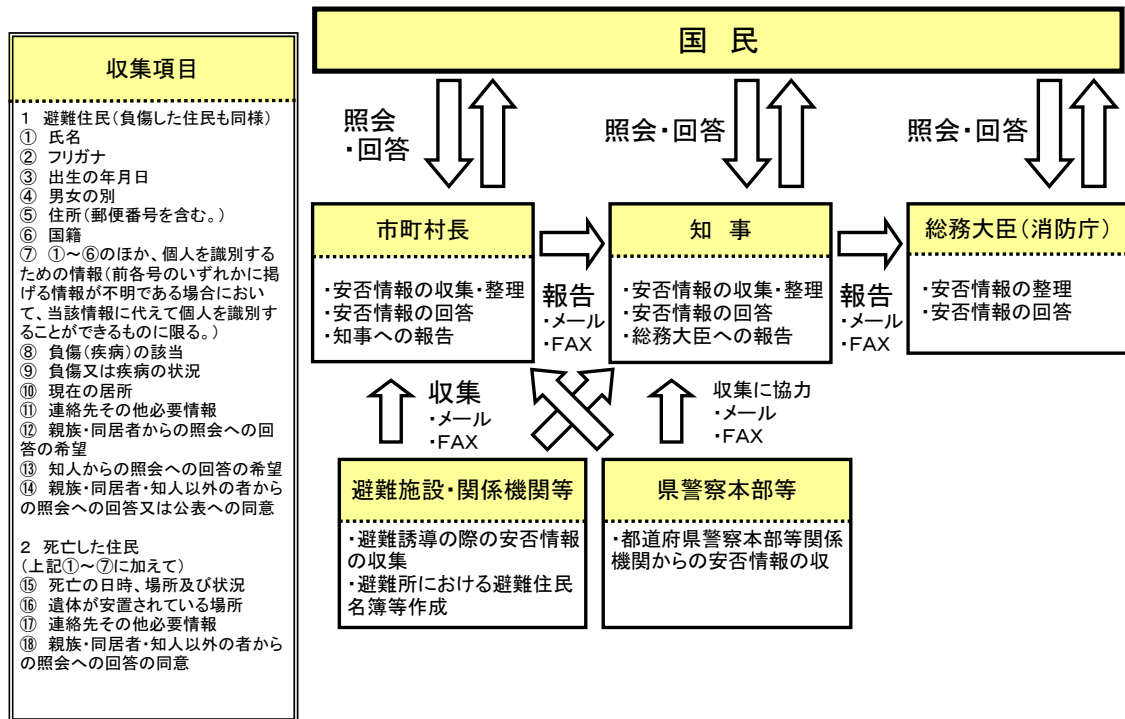 国 民
収集項目
1 避難住民(負傷した住民も同様)
① 氏名
② フリガナ
③ 出生の年月日
④ 男女の別
⑤ 住所(郵便番号を含む。)
⑥ 国籍
⑦ ①~⑥のほか、個人を識別する
ための情報(前各号のいずれかに掲
げる情報が不明である場合におい
て、当該情報に代えて個人を識別す
ることができるものに限る。)
⑧ 負傷(疾病)の該当
⑨ 負傷又は疾病の状況
⑩ 現在の居所
⑪ 連絡先その他必要情報
⑫ 親族・同居者からの照会への回
答の希望
⑬ 知人からの照会への回答の希望
⑭ 親族・同居者・知人以外の者から
の照会への回答又は公表への同意
2 死亡した住民
(上記①~⑦に加えて)
⑮ 死亡の日時、場所及び状況
⑯ 遺体が安置されている場所
⑰ 連絡先その他必要情報
⑱ 親族・同居者・知人以外の者から
の照会への回答の同意
照会
・回答
照会・回答
照会・回答
市町村長
・安否情報の収集・整理
・安否情報の回答
・知事への報告
報告
・メール
・FAX
知 事
・安否情報の収集・整理
・安否情報の回答
・総務大臣への報告
報告
・メール
・FAX
総務大臣(消防庁)
・安否情報の整理
・安否情報の回答
収集
・メール
・FAX
収集に協力
・メール
・FAX
避難施設・関係機関等
・避難誘導の際の安否情報
の収集
・避難所における避難住民
名簿等作成
県警察本部等
・都道府県警察本部等関係
機関からの安否情報の収